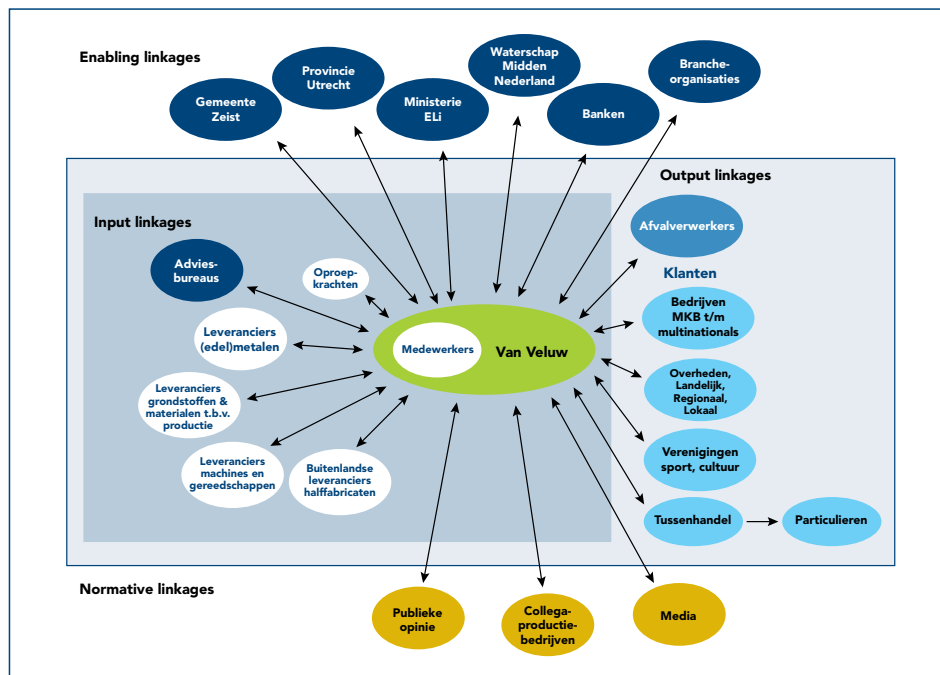 Enabling linkages
Gemeente
Zeist
Provincie
Utrecht
Ministerie
ELi
Waterschap
Midden
Nederland
Banken
Branche-
organisaties
Output linkages
Input linkages
Advies-
bureaus
Oproep-
krachten
Leveranciers
(edel)metalen
Leveranciers
grondstoffen &
materialen t.b.v.
productie
Leveranciers
machines en
gereedschappen
Buitenlandse
leveranciers
halffabricaten
Medewerkers
Van Veluw
Afvalverwerkers
Klanten
Bedrijven
MKB t/m
multinationals
Overheden,
Landelijk,
Regionaal,
Lokaal
Verenigingen
sport, cultuur
Tussenhandel
Particulieren
Normative linkages
Publieke
opinie
Collega-
productie-
bedrijven
Media